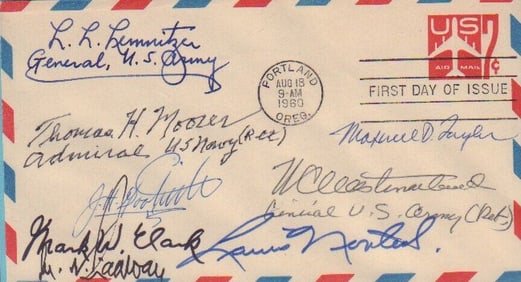 L. L. Lemnitzer
General, U.S. Army
PORTLAND
AUG 18
9-AM
1960
OREG.
US
AIR MAIL
7¢
FIRST DAY OF ISSUE
Thomas H. Moorer
Admiral US Navy (Ret)
Maxwell D. Taylor
W C Westmoreland
General U.S. Army (Ret)
Mark W. Clark
Lauris Norstad.